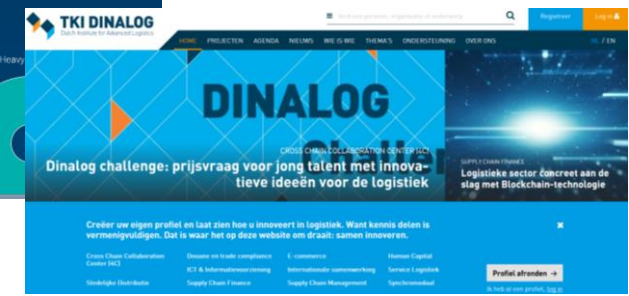 Heavy
TKI DINALOG
Dutch Institute for Advanced Logistics
Registreer
Log in
HOME PROJECTEN AGENDA NIEUWS WIE IS WIE THEMA'S ONDERSTEUNING OVER ONS
NL / EN
DINALOG
CROSS CHAIN COLLABORATION CENTER (4C)
Dinalog challenge: prijsvraag voor jong talent met innova-
tieve ideeën voor de logistiek
SUPPLY CHAIN FINANCE
Logistieke sector concreet aan de
slag met Blockchain-technologie
Creëer uw eigen profiel en laat zien hoe u innoveert in logistiek. Want kennis delen is
vermenigvuldigen. Dat is waar het op deze website om draait: samen innoveren.
Cross Chain Collaboration Center (4C)
Douane en trade compliance
E-commerce
Human Capital
ICT & Informatievoorziening
Internationale samenwerking
Service Logistiek
Stedelijke Distributie
Supply Chain Finance
Supply Chain Management
Synchromodaal
Profiel afronden →
Ik heb al een profiel, log in